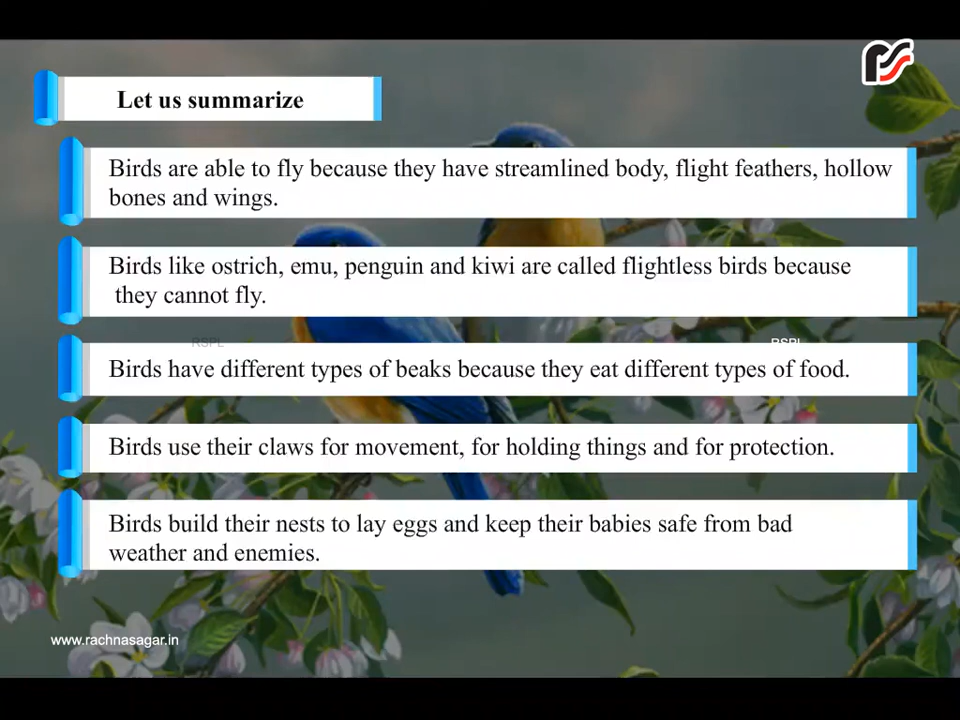 Let us summarize
Birds are able to fly because they have streamlined body, flight feathers, hollow
bones and wings.
Birds like ostrich, emu, penguin and kiwi are called flightless birds because
they cannot fly.
RSPL
RSPL
Birds have different types of beaks because they eat different types of food.
Birds use their claws for movement, for holding things and for protection.
Birds build their nests to lay eggs and keep their babies safe from bad
weather and enemies.
www.rachnasagar.in